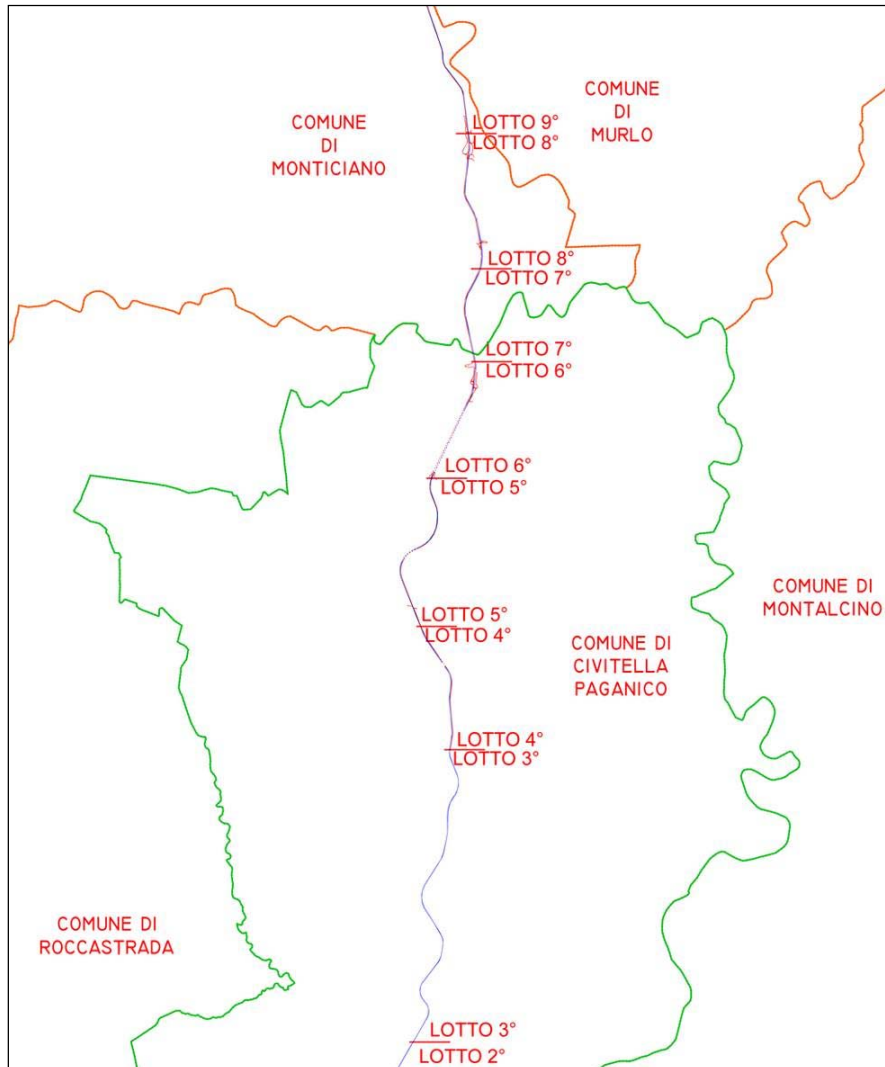 COMUNE
DI
MONTICIANO
COMUNE
DI
MURLO
LOTTO 9°
LOTTO 8°
LOTTO 8°
LOTTO 7°
LOTTO 7°
LOTTO 6°
LOTTO 6°
LOTTO 5°
LOTTO 5°
LOTTO 4°
COMUNE DI
MONTALCINO
COMUNE DI
CIVITELLA
PAGANICO
LOTTO 4°
LOTTO 3°
COMUNE DI
ROCCASTRADA
LOTTO 3°
LOTTO 2°